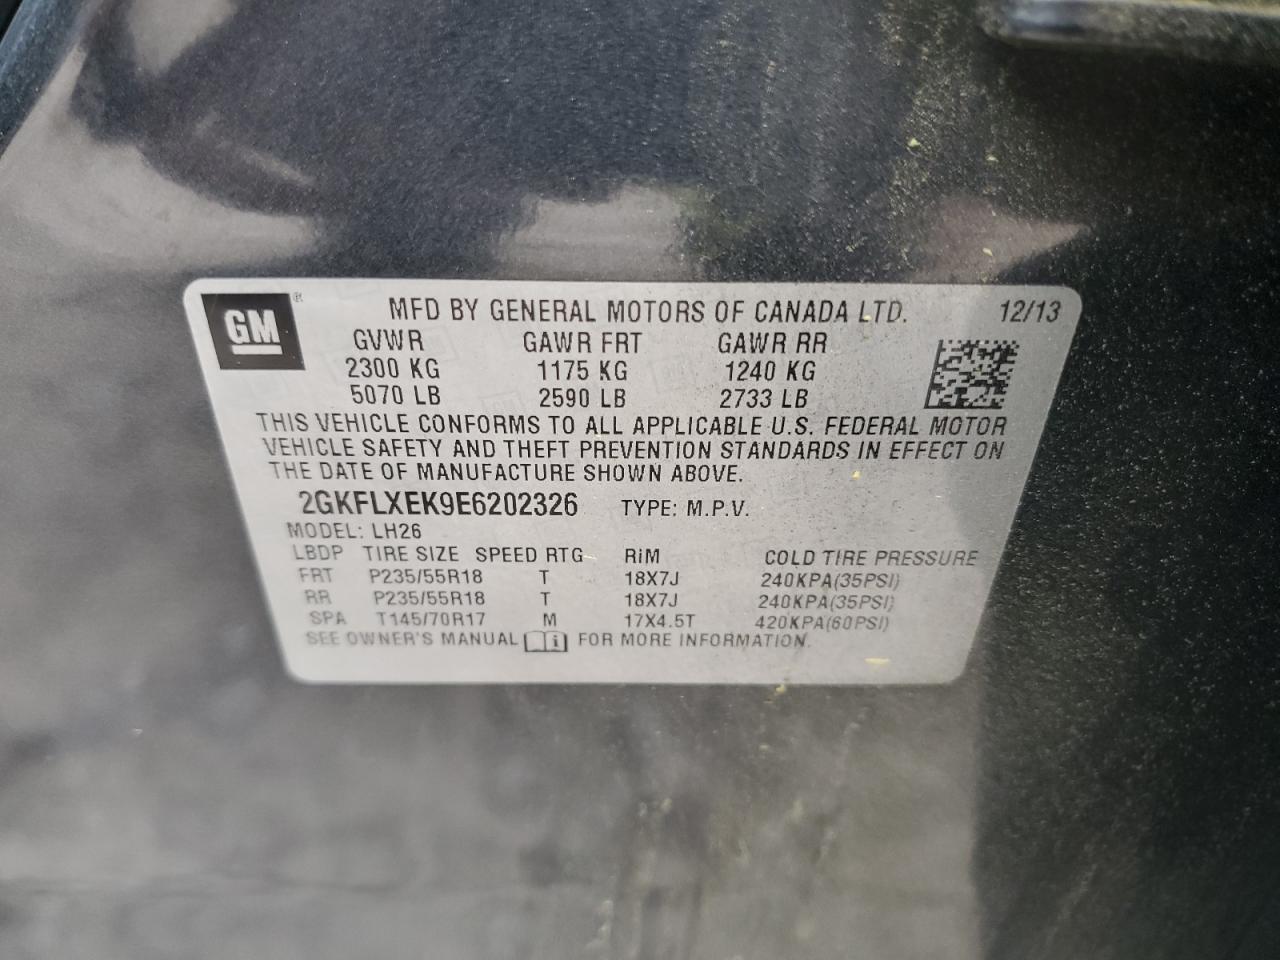 GM ® MFD BY GENERAL MOTORS OF CANADA LTD. 12/13
GVWR GAWR FRT GAWR RR
2300 KG 1175 KG 1240 KG
5070 LB 2590 LB 2733 LB
THIS VEHICLE CONFORMS TO ALL APPLICABLE U.S. FEDERAL MOTOR
VEHICLE SAFETY AND THEFT PREVENTION STANDARDS IN EFFECT ON
THE DATE OF MANUFACTURE SHOWN ABOVE.
2GKFLXEK9E6202326 TYPE: M.P.V.
MODEL: LH26
LBDP TIRE SIZE SPEED RTG RiM COLD TIRE PRESSURE
FRT P235/55R18 T 18X7J 240KPA(35PSI)
RR P235/55R18 T 18X7J 240KPA(35PSI)
SPA T145/70R17 M 17X4.5T 420KPA(60PSI)
SEE OWNER'S MANUAL i FOR MORE INFORMATION.